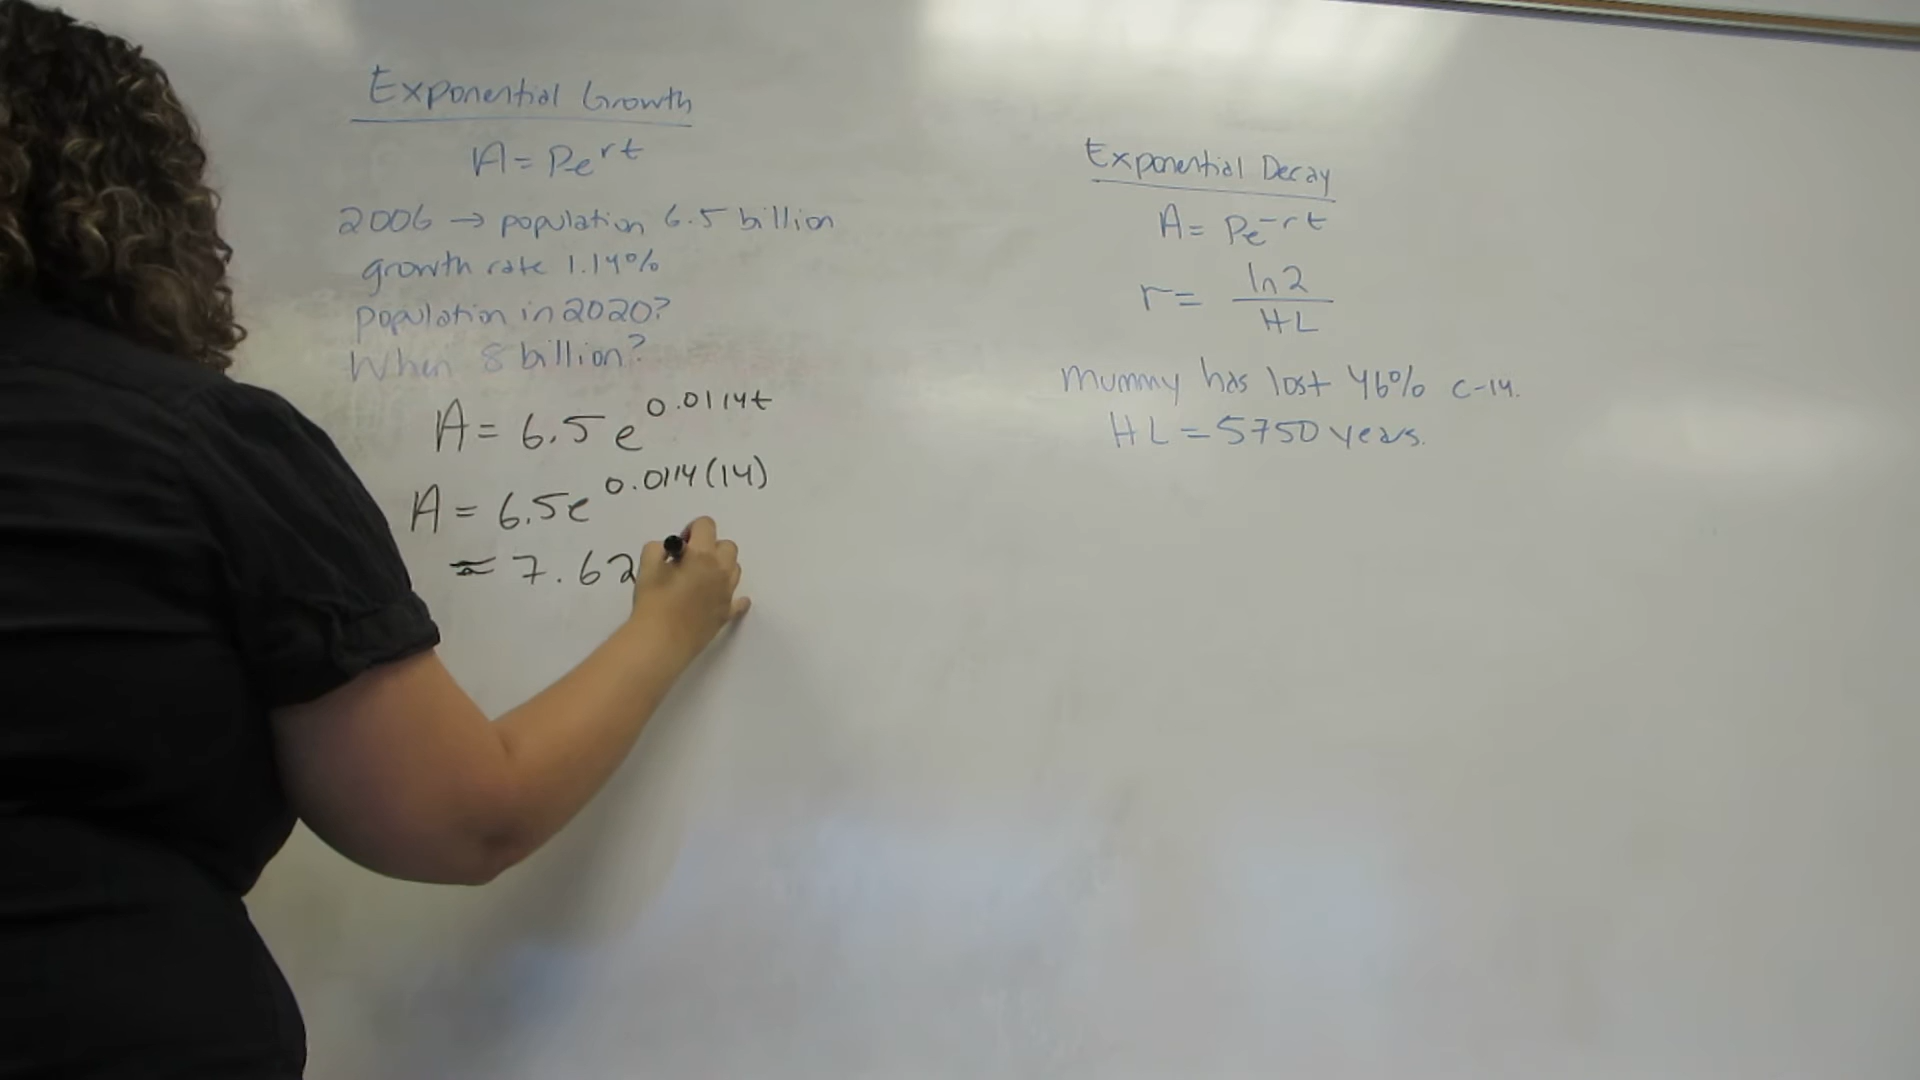 Exponential Growth
A = Pe^rt
2006 → population 6.5 billion
growth rate 1.14%
population in 2020?
When 8 billion?
A = 6.5 e^0.0114t
A = 6.5e^0.0114(14)
≈ 7.62
Exponential Decay
A = Pe^-rt
r = ln2/HL
Mummy has lost 46% C-14.
HL = 5750 years.